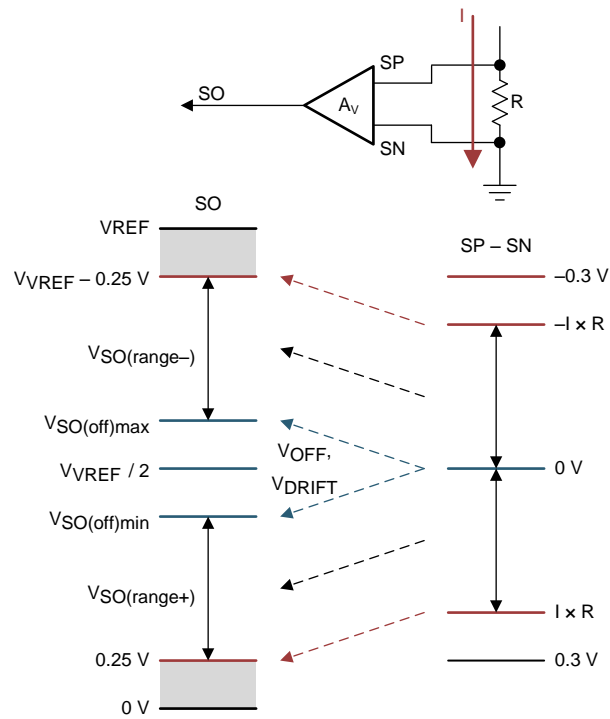 I
SP
SO
AV
R
SN
SO
VREF
SP – SN
VVREF – 0.25 V
–0.3 V
–I × R
VSO(range–)
VSO(off)max
VOFF,
VVREF / 2
0 V
VDRIFT
VSO(off)min
VSO(range+)
I × R
0.25 V
0.3 V
0 V